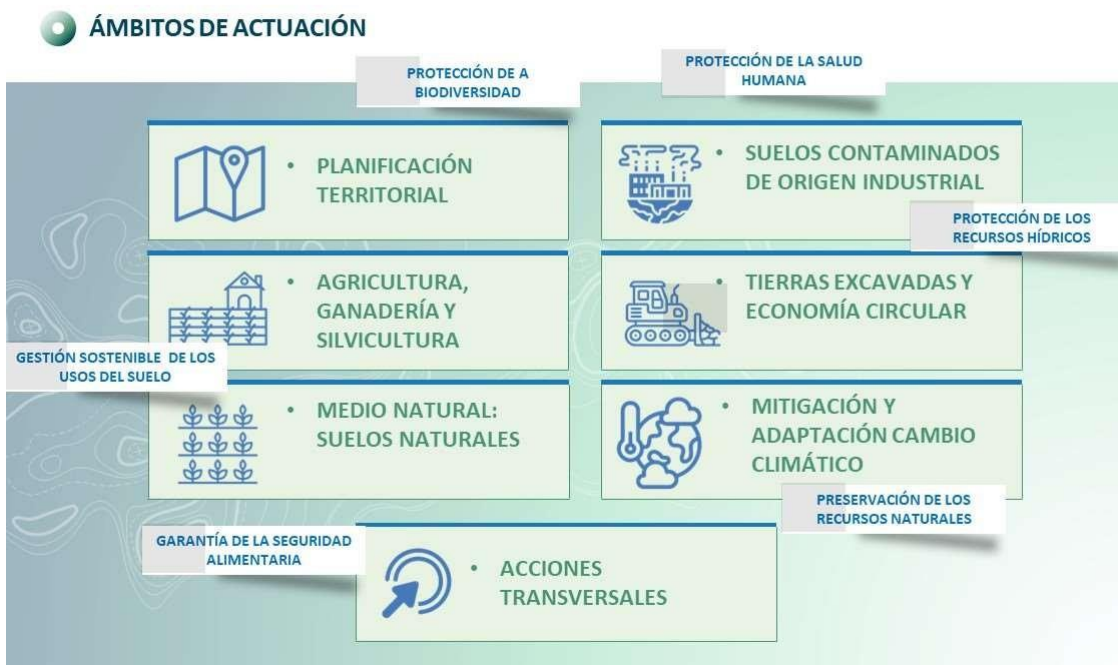 ÁMBITOS DE ACTUACIÓN
PROTECCIÓN DE A
BIODIVERSIDAD
PROTECCIÓN DE LA SALUD
HUMANA
• PLANIFICACIÓN
TERRITORIAL
• SUELOS CONTAMINADOS
DE ORIGEN INDUSTRIAL
PROTECCIÓN DE LOS
RECURSOS HÍDRICOS
• AGRICULTURA,
GANADERÍA Y
SILVICULTURA
• TIERRAS EXCAVADAS Y
ECONOMÍA CIRCULAR
GESTIÓN SOSTENIBLE DE LOS
USOS DEL SUELO
• MEDIO NATURAL:
SUELOS NATURALES
• MITIGACIÓN Y
ADAPTACIÓN CAMBIO
CLIMÁTICO
PRESERVACIÓN DE LOS
RECURSOS NATURALES
GARANTÍA DE LA SEGURIDAD
ALIMENTARIA
• ACCIONES
TRANSVERSALES